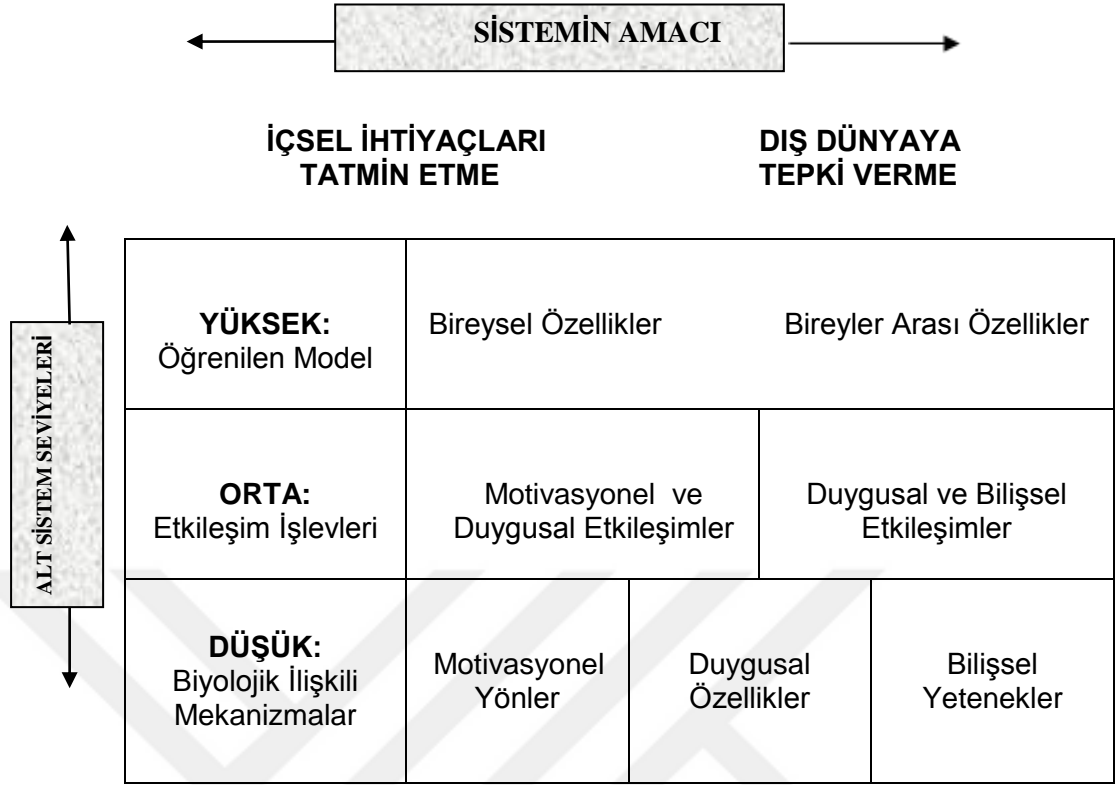 SİSTEMİN AMACI
İÇSEL İHTİYAÇLARI
TATMİN ETME
DIŞ DÜNYAYA
TEPKİ VERME
ALT SİSTEM SEVİYELERİ
YÜKSEK:
Öğrenilen Model
Bireysel Özellikler
Bireyler Arası Özellikler
ORTA:
Etkileşim İşlevleri
Motivasyonel ve
Duygusal Etkileşimler
Duygusal ve Bilişsel
Etkileşimler
DÜŞÜK:
Biyolojik İlişkili
Mekanizmalar
Motivasyonel
Yönler
Duygusal
Özellikler
Bilişsel
Yetenekler